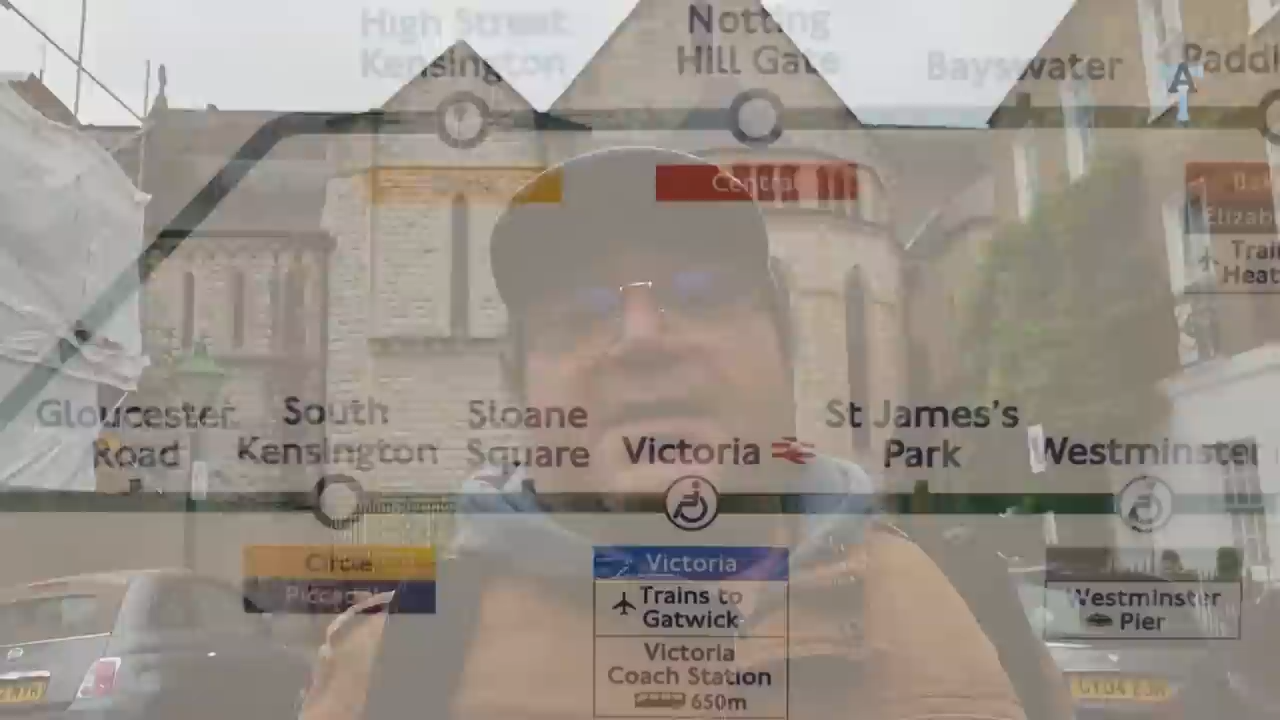 High Street
Kensington
Notting
Hill Gate
Bayswater
Central
Gloucester
Road
South
Kensington
Sloane
Square
Victoria
St James's
Park
Westminster
Circle
Victoria
Trains to
Gatwick
Victoria
Coach Station
650m
Westminster
Pier